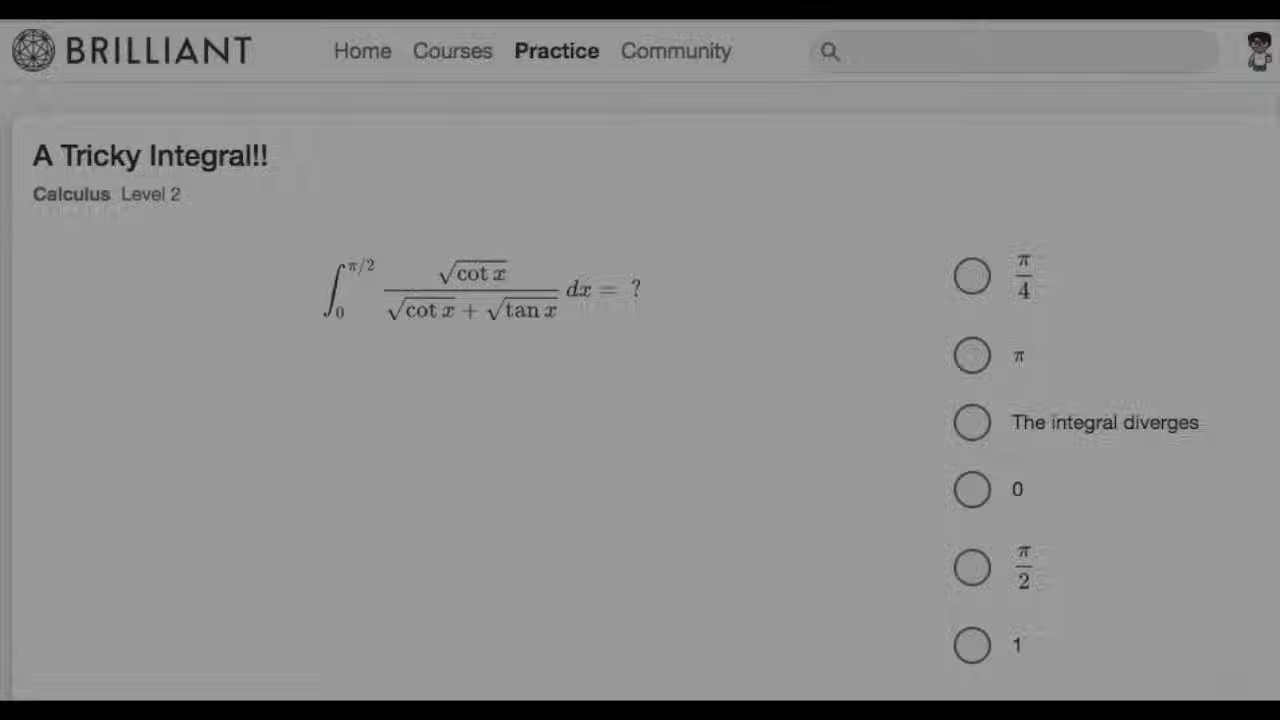 BRILLIANT Home Courses Practice Community
A Tricky Integral!!
Calculus Level 2
∫₀^{π/2} √(cot x) / (√(cot x) + √(tan x)) dx = ?
π/4
π
The integral diverges
0
π/2
1